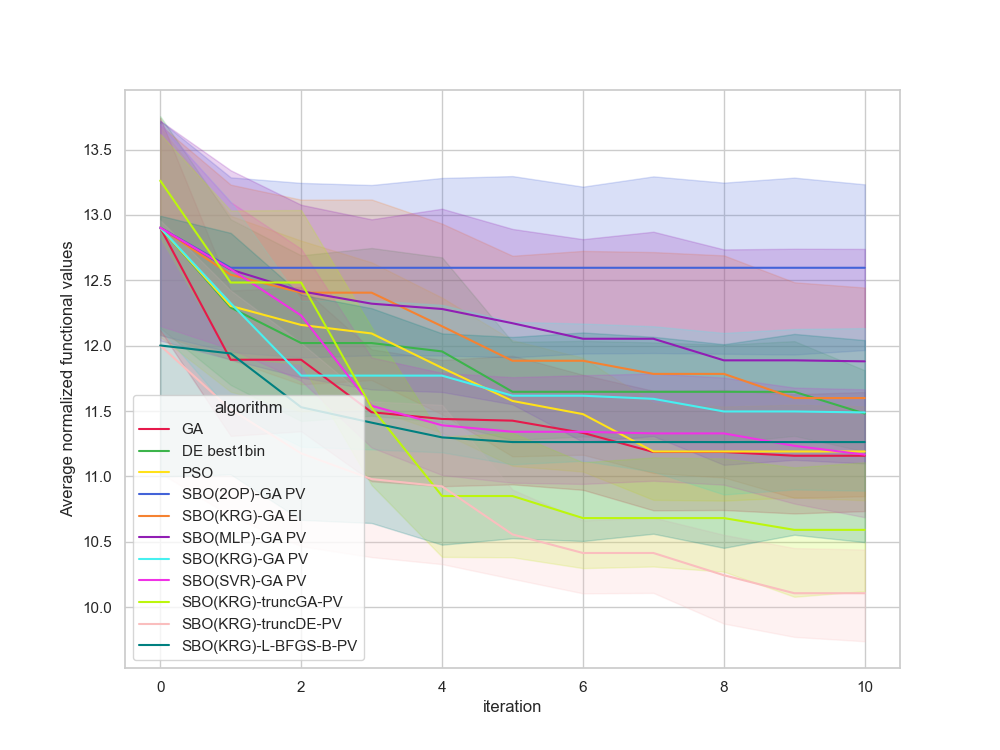 Average normalized functional values
13.5
13.0
12.5
12.0
11.5
11.0
10.5
10.0
algorithm
GA
DE best1bin
PSO
SBO(2OP)-GA PV
SBO(KRG)-GA EI
SBO(MLP)-GA PV
SBO(KRG)-GA PV
SBO(SVR)-GA PV
SBO(KRG)-truncGA-PV
SBO(KRG)-truncDE-PV
SBO(KRG)-L-BFGS-B-PV
0 2 4 6 8 10
iteration